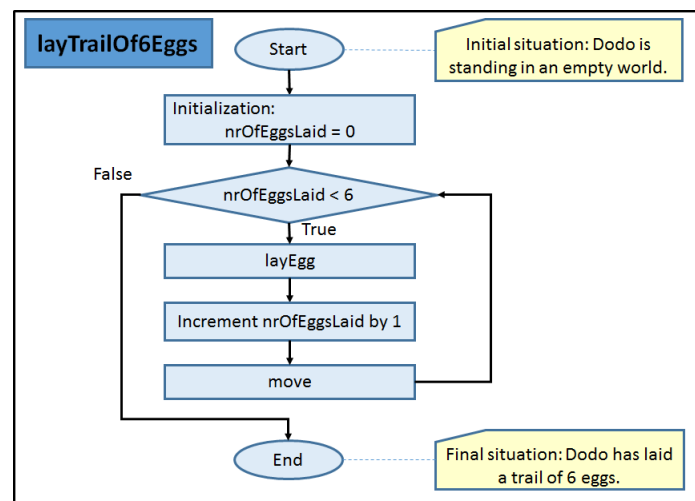 layTrailOf6Eggs
Start
Initial situation: Dodo is
standing in an empty world.
Initialization:
nrOfEggsLaid = 0
False
nrOfEggsLaid < 6
True
layEgg
Increment nrOfEggsLaid by 1
move
End
Final situation: Dodo has laid
a trail of 6 eggs.